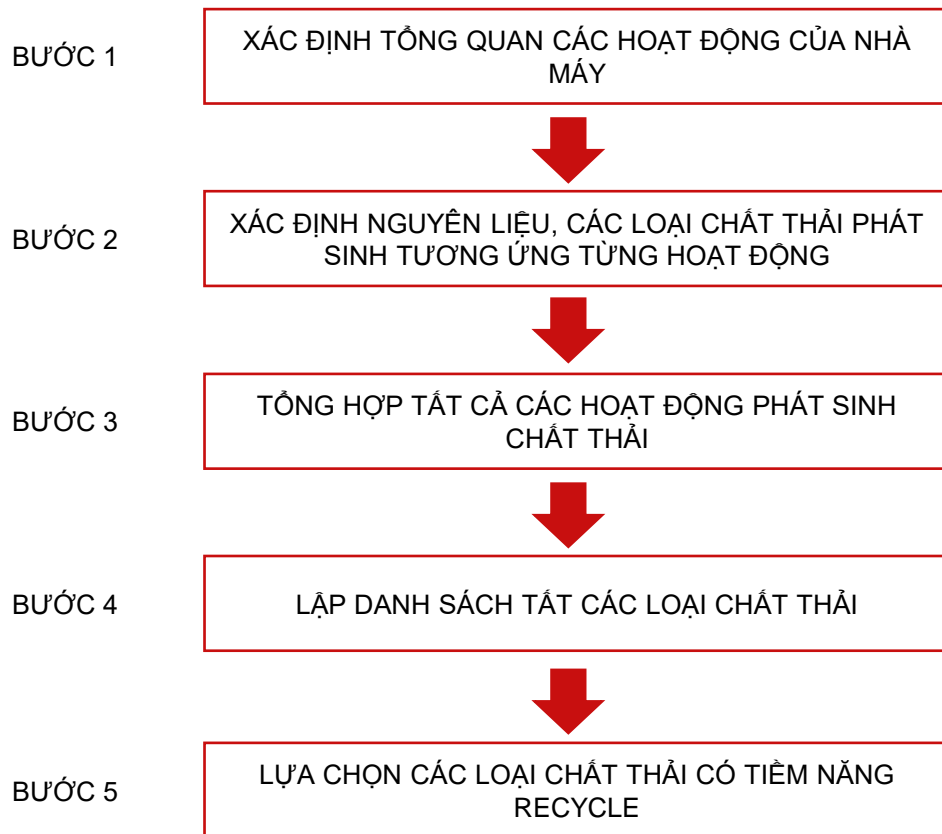 BƯỚC 1
XÁC ĐỊNH TỔNG QUAN CÁC HOẠT ĐỘNG CỦA NHÀ
MÁY
BƯỚC 2
XÁC ĐỊNH NGUYÊN LIỆU, CÁC LOẠI CHẤT THẢI PHÁT
SINH TƯƠNG ỨNG TỪNG HOẠT ĐỘNG
BƯỚC 3
TỔNG HỢP TẤT CẢ CÁC HOẠT ĐỘNG PHÁT SINH
CHẤT THẢI
BƯỚC 4
LẬP DANH SÁCH TẤT CÁC LOẠI CHẤT THẢI
BƯỚC 5
LỰA CHỌN CÁC LOẠI CHẤT THẢI CÓ TIỀM NĂNG
RECYCLE